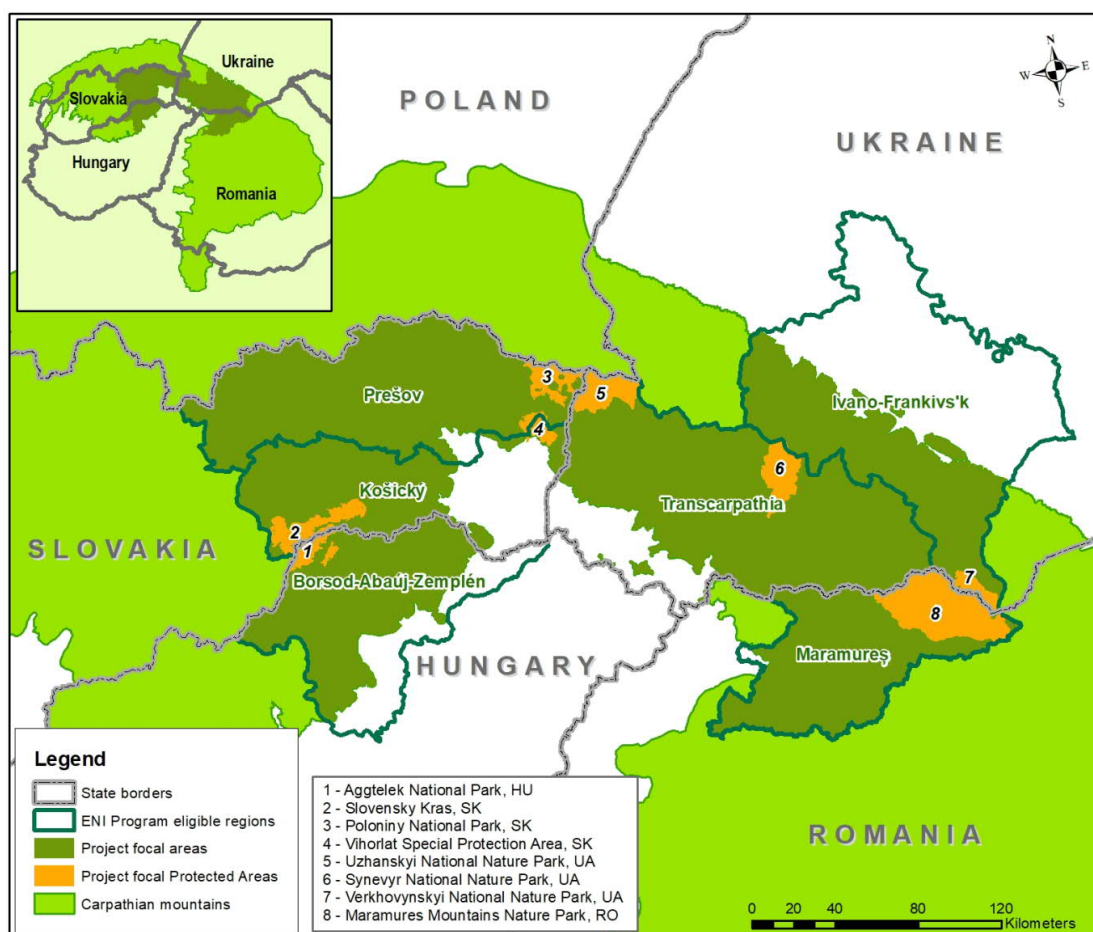 Ukraine
Slovakia
Hungary
Romania
N
W E
S
POLAND
UKRAINE
Prešov
3
5
4
Ivano-Frankivs'k
6
Košický
Transcarpathia
SLOVAKIA
2
1
Borsod-Abaúj-Zemplén
7
8
HUNGARY
Maramureș
ROMANIA
Legend
State borders
ENI Program eligible regions
Project focal areas
Project focal Protected Areas
Carpathian mountains
1 - Aggtelek National Park, HU
2 - Slovensky Kras, SK
3 - Poloniny National Park, SK
4 - Vihorlat Special Protection Area, SK
5 - Uzhanskyi National Nature Park, UA
6 - Synevyr National Nature Park, UA
7 - Verkhovynskyi National Nature Park, UA
8 - Maramures Mountains Nature Park, RO
0 20 40 80 120
Kilometers